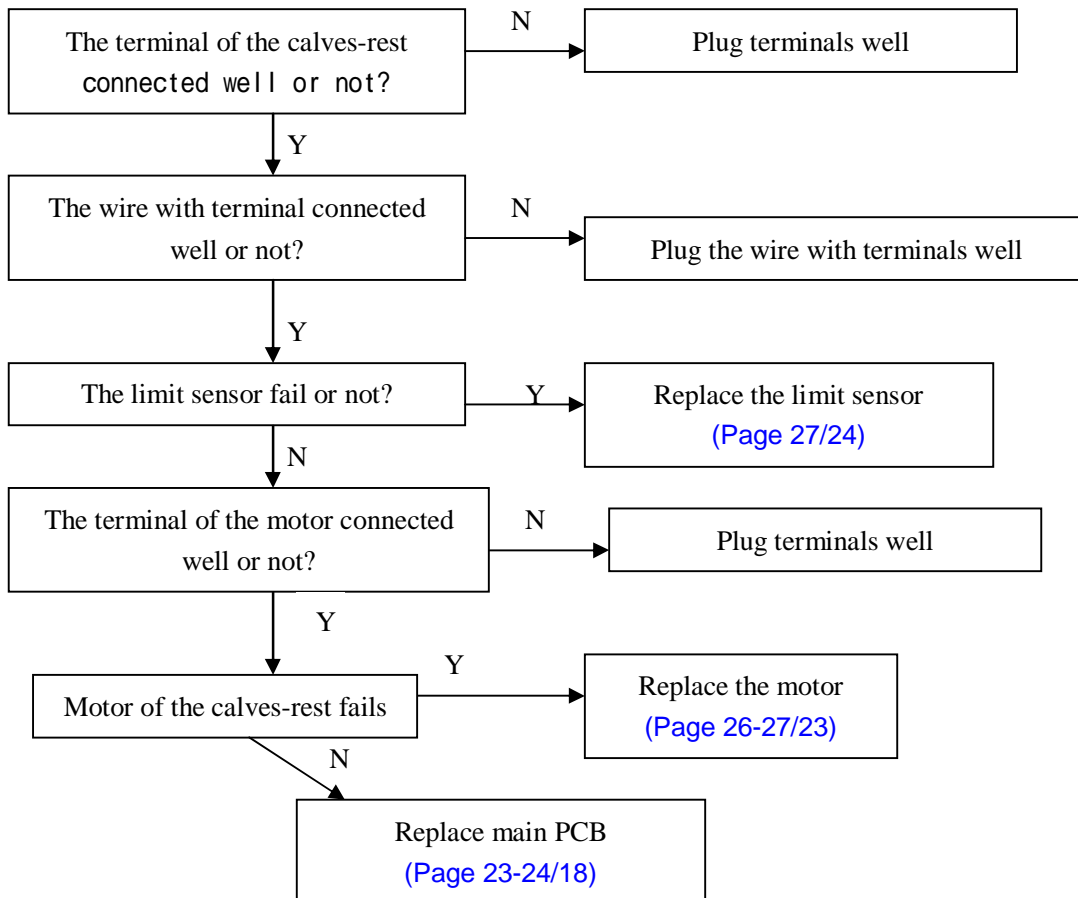 The terminal of the calves-rest
connected well or not?
N
Plug terminals well
Y
The wire with terminal connected
well or not?
N
Plug the wire with terminals well
Y
The limit sensor fail or not?
Y
Replace the limit sensor
(Page 27/24)
N
The terminal of the motor connected
well or not?
N
Plug terminals well
Y
Motor of the calves-rest fails
Y
Replace the motor
(Page 26-27/23)
N
Replace main PCB
(Page 23-24/18)